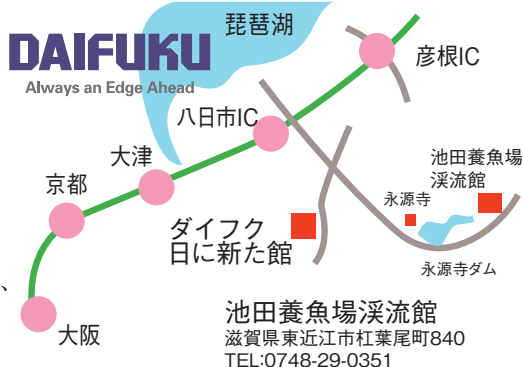 琵琶湖
DAIFUKU
Always an Edge Ahead
彦根IC
八日市IC
大津
京都
池田養魚場
渓流館
永源寺
ダイフク
日に新た館
永源寺ダム
、
大阪
池田養魚場渓流館
滋賀県東近江市杠葉尾町840
TEL:0748-29-0351